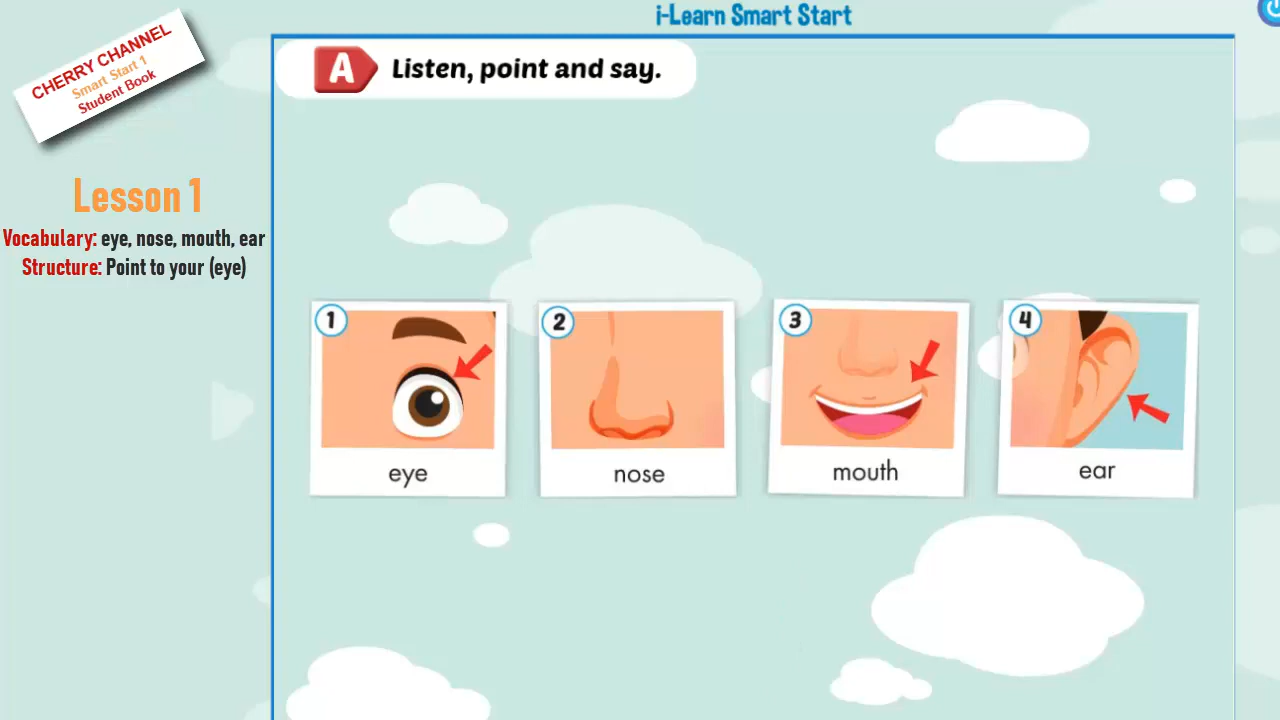 i-Learn Smart Start
CHERRY CHANNEL
Smart Start 1
Student Book
A Listen, point and say.
Lesson 1
Vocabulary: eye, nose, mouth, ear
Structure: Point to your (eye)
1
2
3
4
eye
nose
mouth
ear